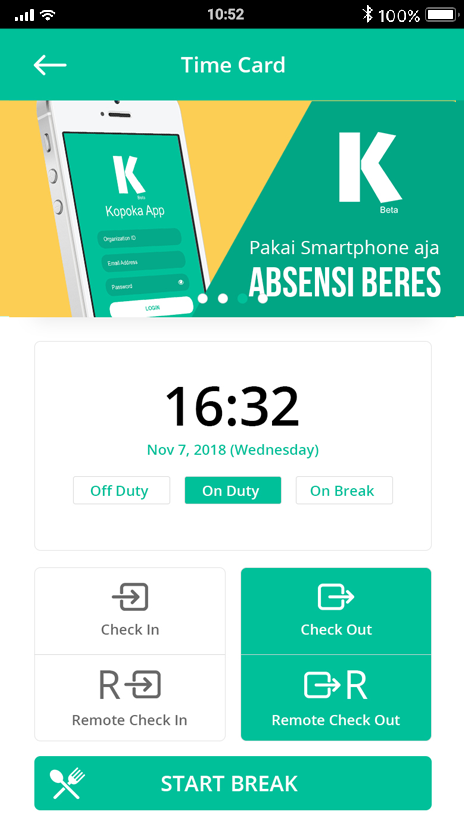 10:52
100%
Time Card
K
Beta
Kopoka App
Organisation ID
Email Address
Password
LOGIN
K
Beta
Pakai Smartphone aja
ABSENSI BERES
16:32
Nov 7, 2018 (Wednesday)
Off Duty On Duty On Break
Check In Check Out
R R
Remote Check In Remote Check Out
START BREAK